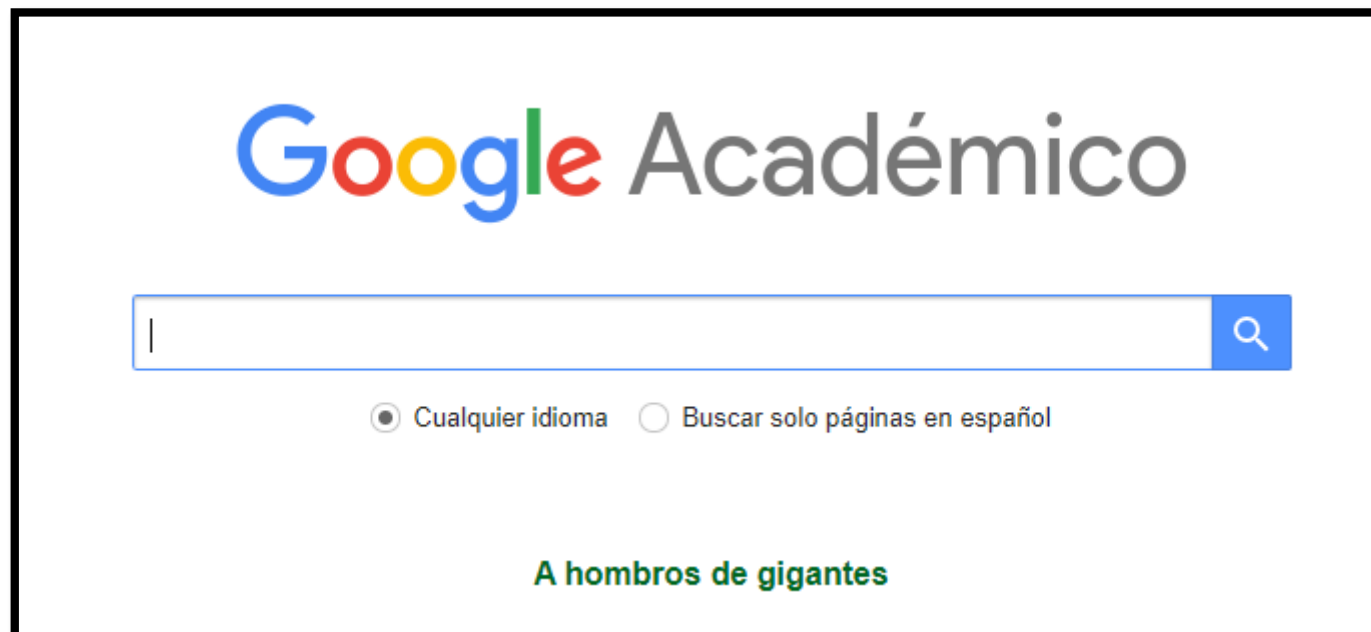 Google Académico
Cualquier idioma Buscar solo páginas en español
A hombros de gigantes